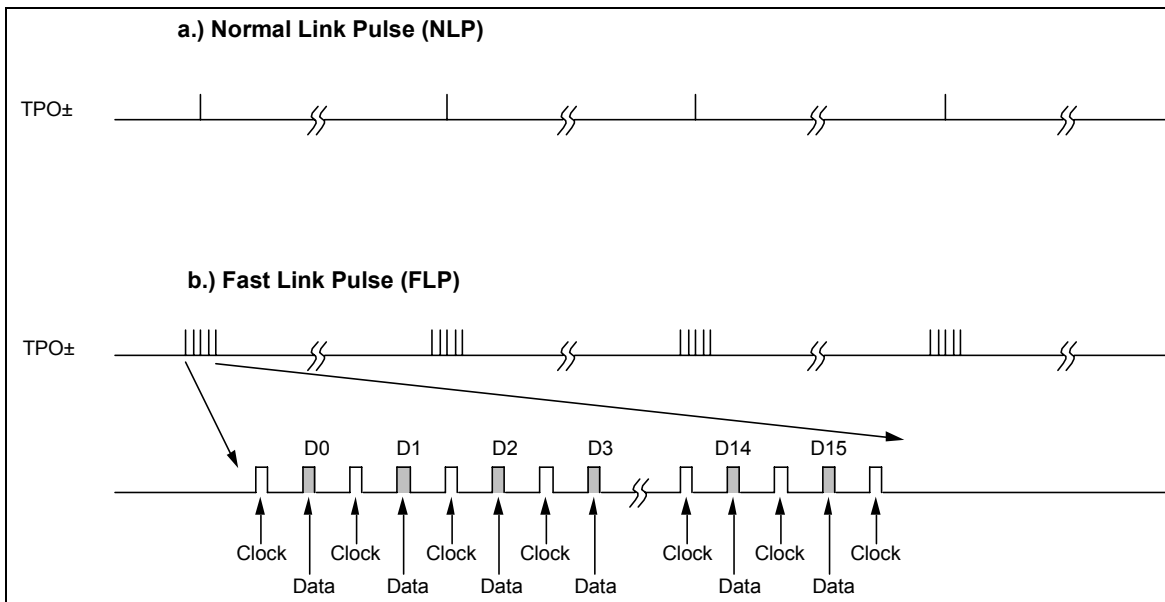 a.) Normal Link Pulse (NLP)
TPO±
b.) Fast Link Pulse (FLP)
TPO±
D0 D1 D2 D3 D14 D15
Clock Clock Clock Clock Clock Clock Clock
Data Data Data Data Data Data